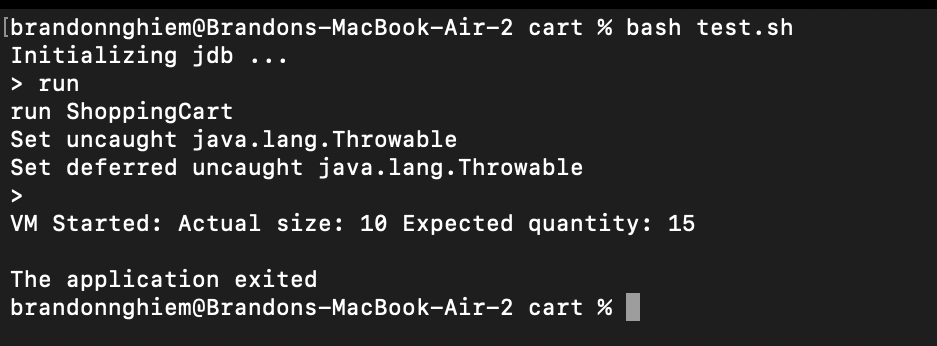 [brandonnghiem@Brandons-MacBook-Air-2 cart % bash test.sh
Initializing jdb ...
> run
run ShoppingCart
Set uncaught java.lang.Throwable
Set deferred uncaught java.lang.Throwable
>
VM Started: Actual size: 10 Expected quantity: 15
The application exited
brandonnghiem@Brandons-MacBook-Air-2 cart %